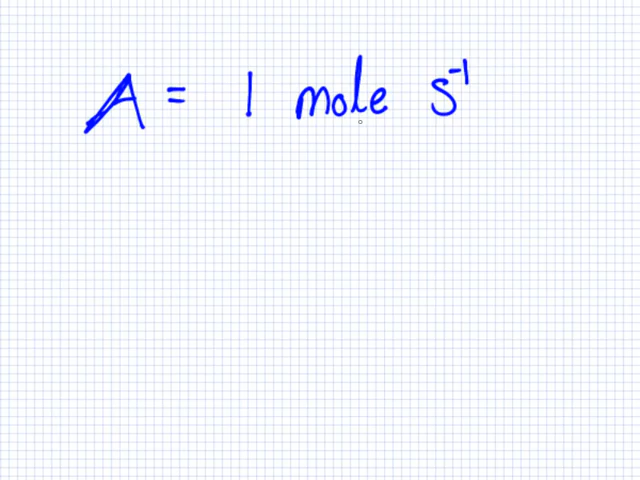 A = 1 mole s⁻¹